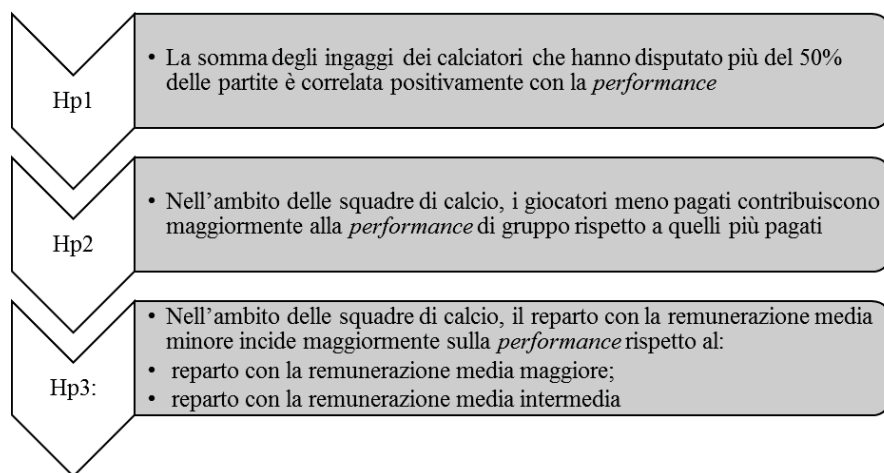 Hp1
• La somma degli ingaggi dei calciatori che hanno disputato più del 50%
delle partite è correlata positivamente con la performance
Hp2
• Nell’ambito delle squadre di calcio, i giocatori meno pagati contribuiscono
maggiormente alla performance di gruppo rispetto a quelli più pagati
Hp3:
• Nell’ambito delle squadre di calcio, il reparto con la remunerazione media
minore incide maggiormente sulla performance rispetto al:
• reparto con la remunerazione media maggiore;
• reparto con la remunerazione media intermedia